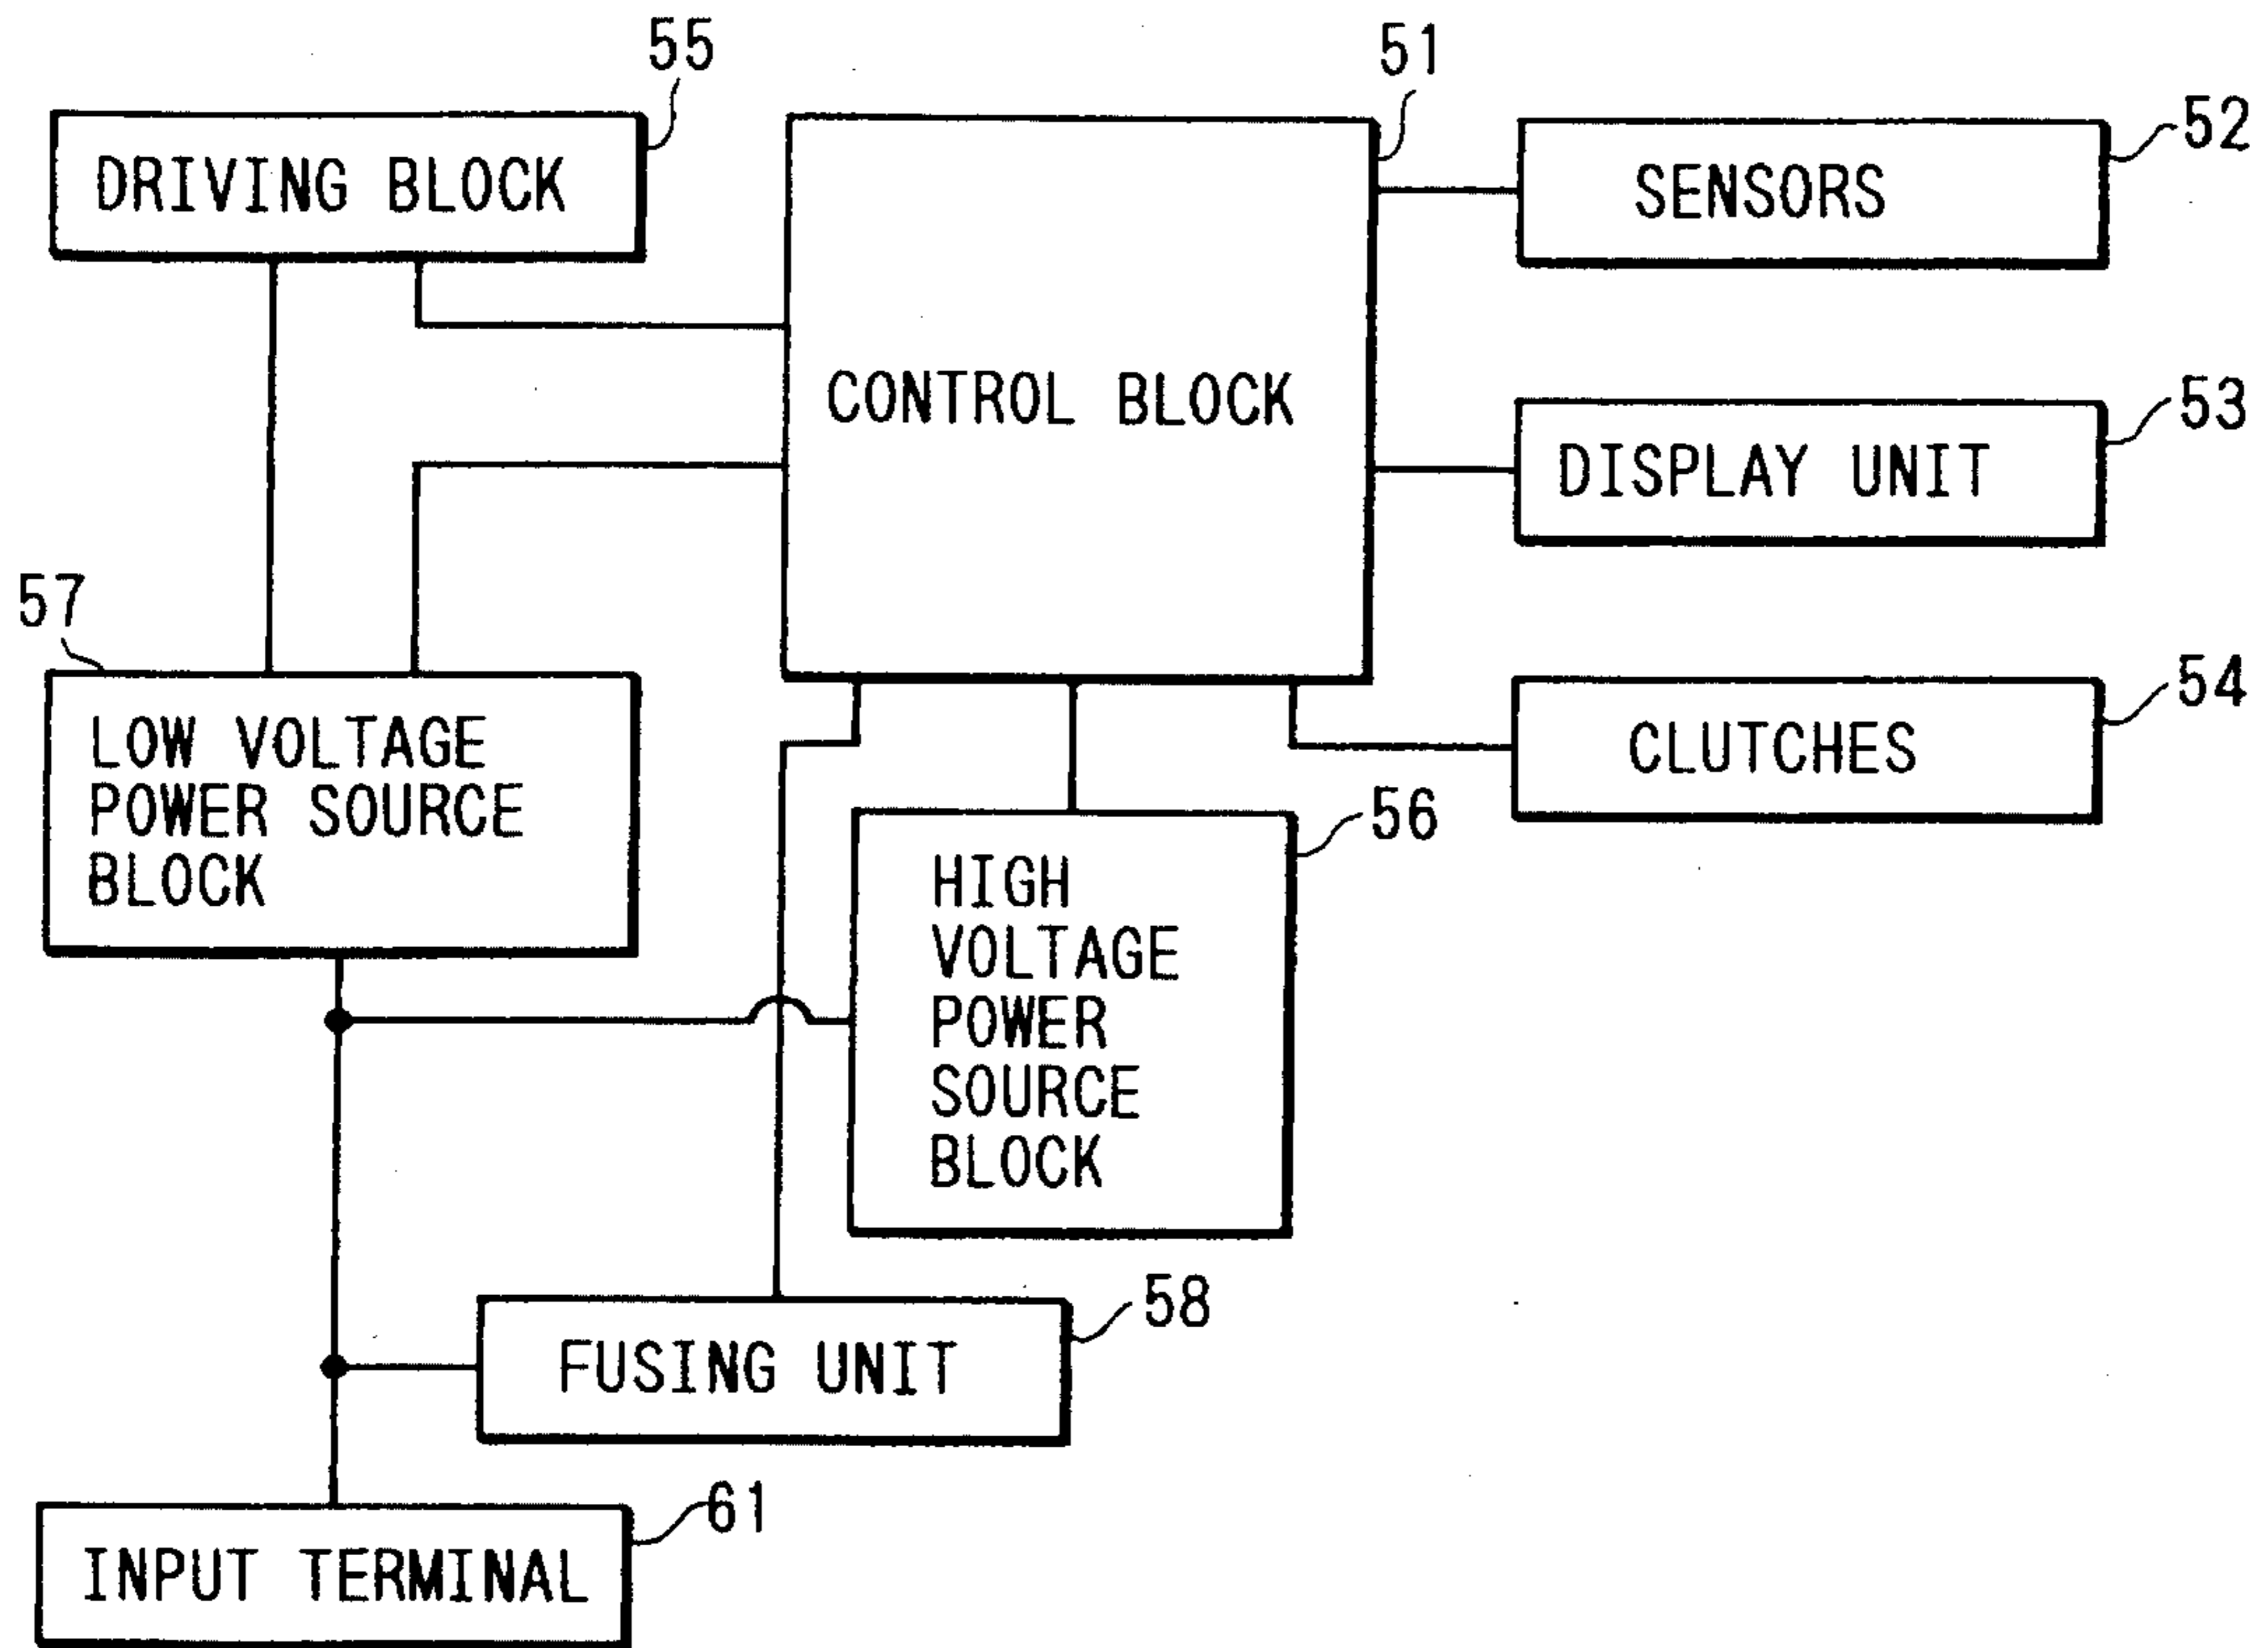 55
51
DRIVING BLOCK
SENSORS
52
CONTROL BLOCK
DISPLAY UNIT
53
57
LOW VOLTAGE
POWER SOURCE
BLOCK
CLUTCHES
54
56
HIGH
VOLTAGE
POWER
SOURCE
BLOCK
58
FUSING UNIT
61
INPUT TERMINAL